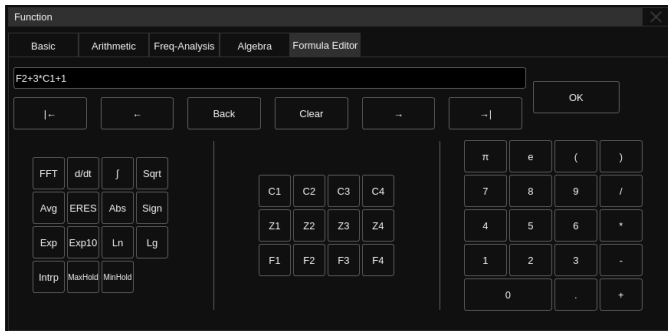 Function
Basic Arithmetic Freq-Analysis Algebra Formula Editor
F2+3*C1+1
OK
|← ← Back Clear → →|
π e ( )
FFT d/dt ∫ Sqrt
C1 C2 C3 C4
7 8 9 /
Avg ERES Abs Sign
Z1 Z2 Z3 Z4
4 5 6 *
Exp Exp10 Ln Lg
F1 F2 F3 F4
1 2 3 -
Intrp MaxHold MinHold
0 . +